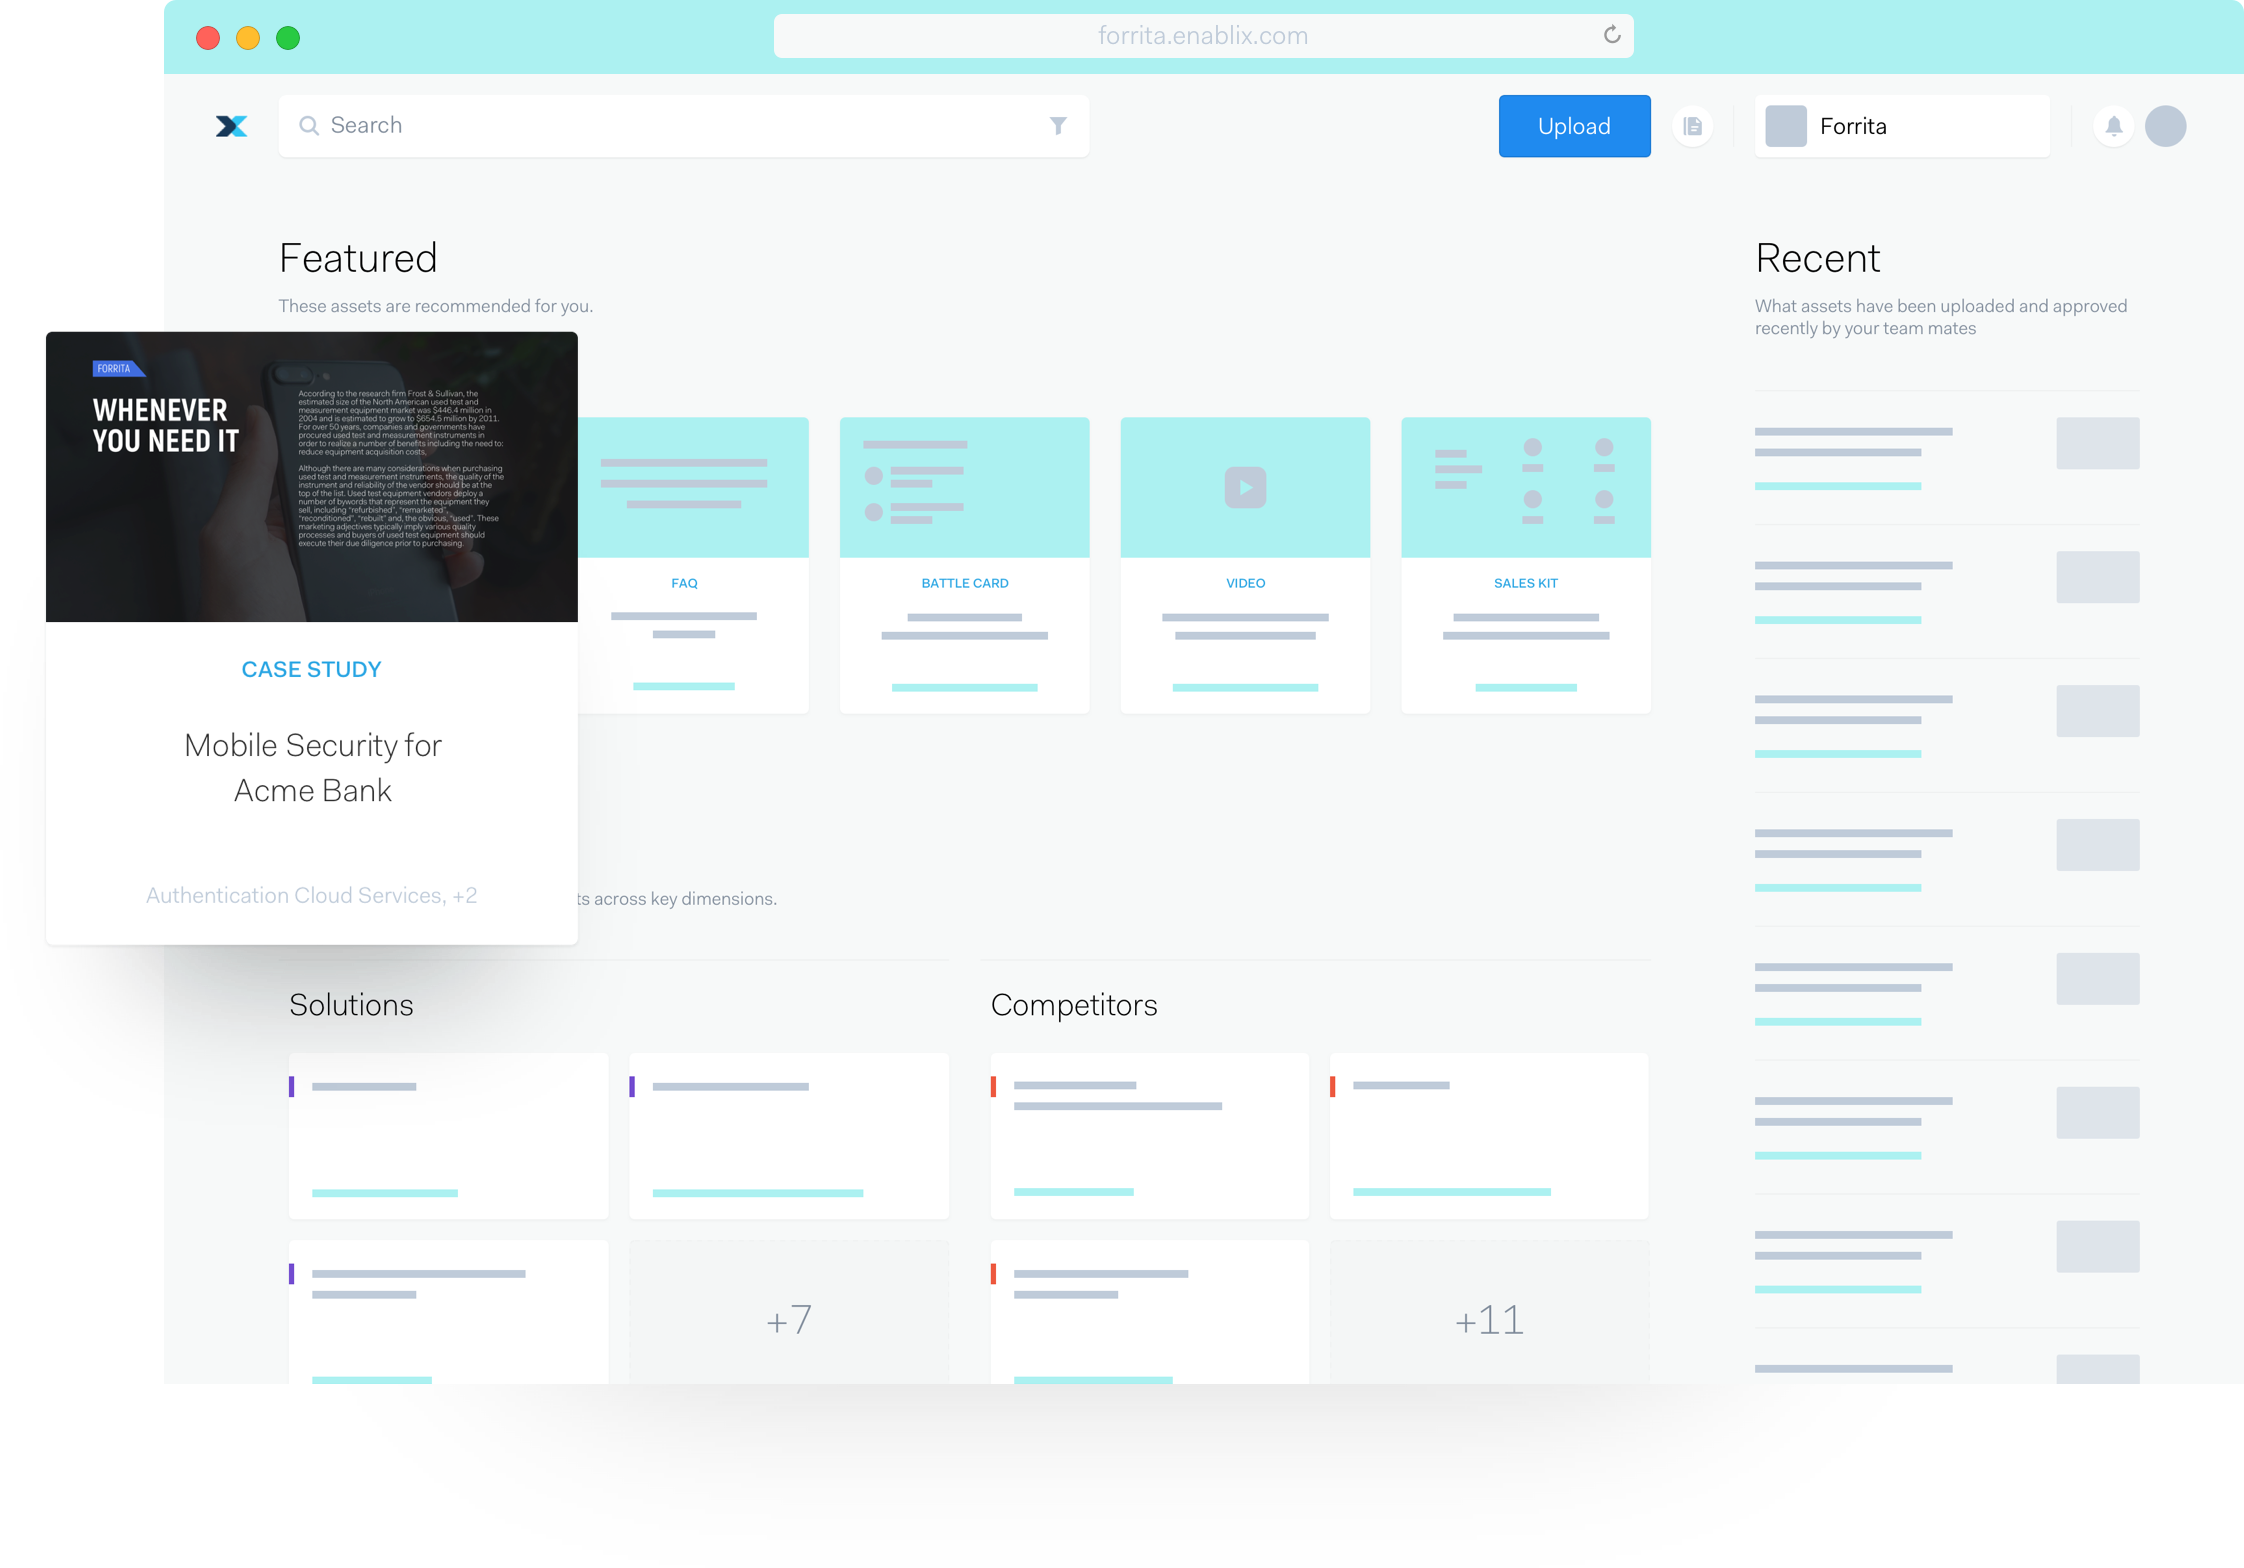 forrita.enablix.com
Search
Upload
Forrita
Featured
These assets are recommended for you.
Recent
What assets have been uploaded and approved
recently by your team mates
FORRITA
WHENEVER
YOU NEED IT
According to the research firm Frost & Sullivan, the
estimated size of the North American used test and
measurement equipment market was $446.4 million in
2004 and is estimated to grow to $654.5 million by 2011.
For over 50 years, companies and governments have
procured used test and measurement instruments in
order to realize a number of benefits including the need to:
reduce equipment acquisition costs,
Although there are many considerations when purchasing
used test and measurement instruments, the quality of the
instrument and reliability of the vendor should be at the
top of the list. Used test equipment vendors deploy a
number of bywords that represent the equipment they
sell, including "refurbished", "remarketed",
"reconditioned", "rebuilt" and, the obvious, "used". These
marketing adjectives typically imply various quality
processes and buyers of used test equipment should
execute their due diligence prior to purchasing.
CASE STUDY
Mobile Security for
Acme Bank
Authentication Cloud Services, +2
FAQ
BATTLE CARD
VIDEO
SALES KIT
ts across key dimensions.
Solutions
Competitors
+7
+11